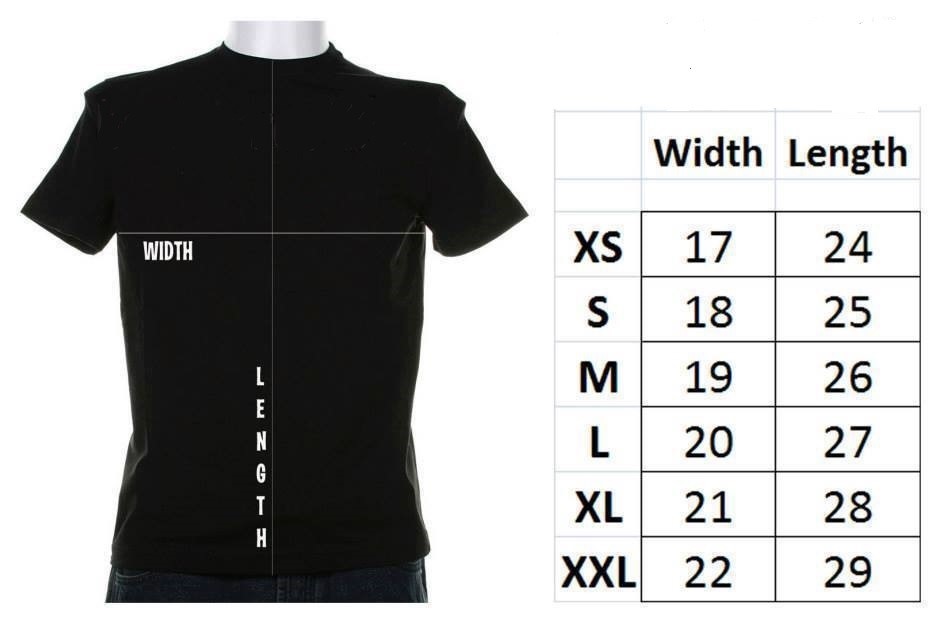 WIDTH
LENGTH
Width Length
XS 17 24
S 18 25
M 19 26
L 20 27
XL 21 28
XXL 22 29